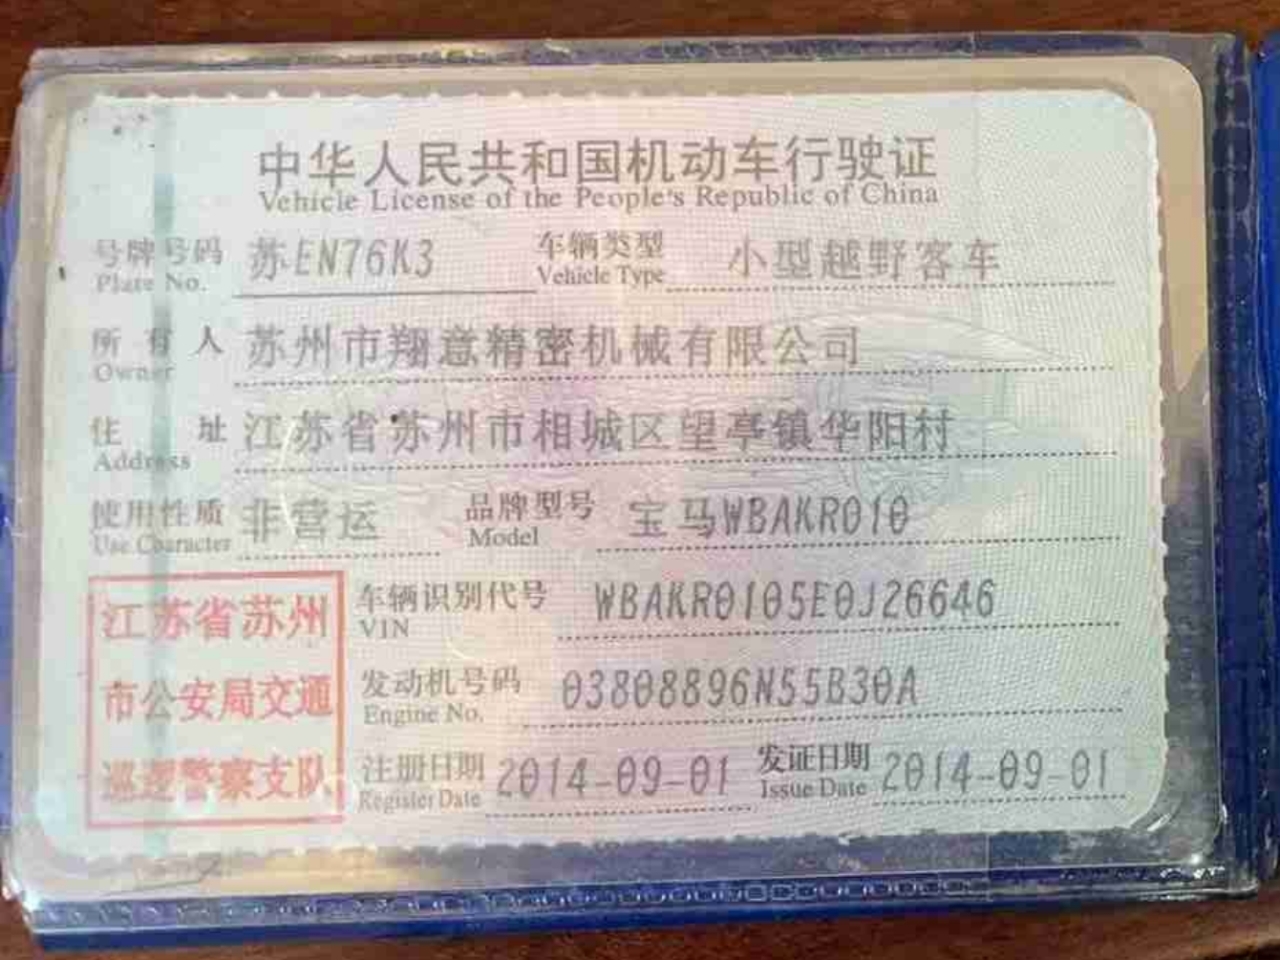 中华人民共和国机动车行驶证
Vehicle License of the People's Republic of China
号牌号码 苏EN76K3 车辆类型 小型越野客车
Plate No. Vehicle Type
所有人 苏州市翔意精密机械有限公司
Owner
住址 江苏省苏州市相城区望亭镇华阳村
Address
使用性质 非营运 品牌型号 宝马WBAKR010
Use Character Model
江苏省苏州
市公安局交通
巡逻警察支队
车辆识别代号 WBAKR0105E0J26646
VIN
发动机号码 03808896N55B30A
Engine No.
注册日期 2014-09-01 发证日期 2014-09-01
Register Date Issue Date